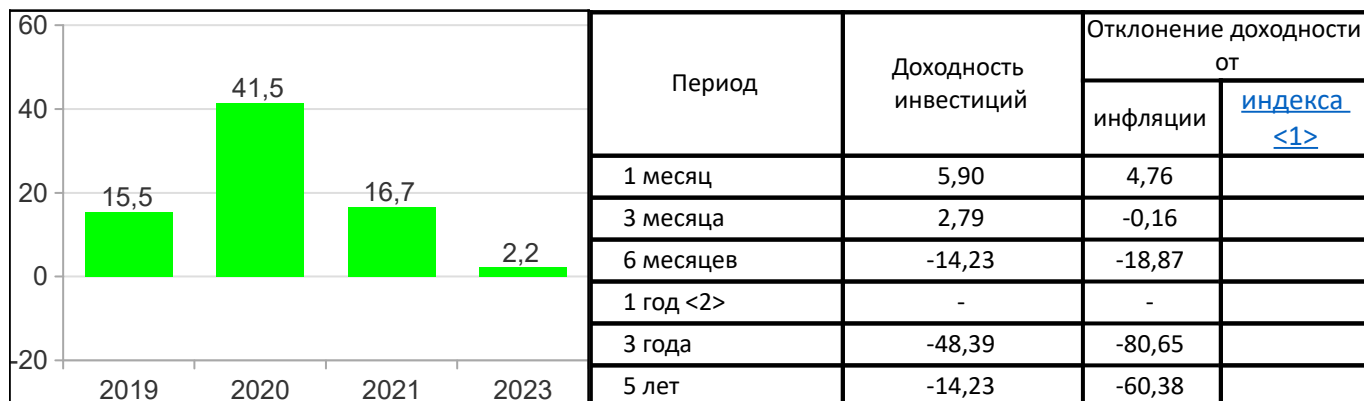 60
40
20
0
-20
15,5
41,5
16,7
2,2
2019 2020 2021 2023
Период
Доходность
инвестиций
Отклонение доходности
от
инфляции
индекса
<1>
1 месяц 5,90 4,76
3 месяца 2,79 -0,16
6 месяцев -14,23 -18,87
1 год <2> - -
3 года -48,39 -80,65
5 лет -14,23 -60,38